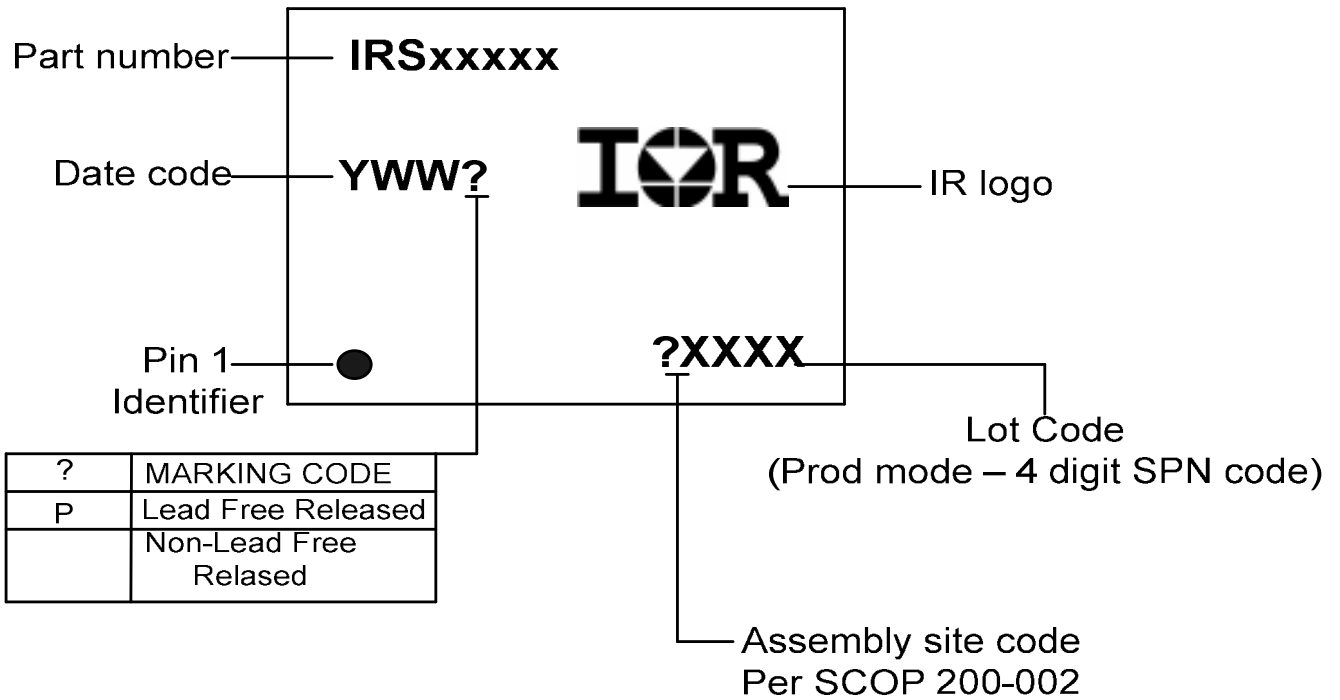 Part number
IRSxxxxx
Date code
YWW?
IOR
IR logo
Pin 1
Identifier
?XXXX
Lot Code
(Prod mode – 4 digit SPN code)
? MARKING CODE
P Lead Free Released
Non-Lead Free
Relased
Assembly site code
Per SCOP 200-002